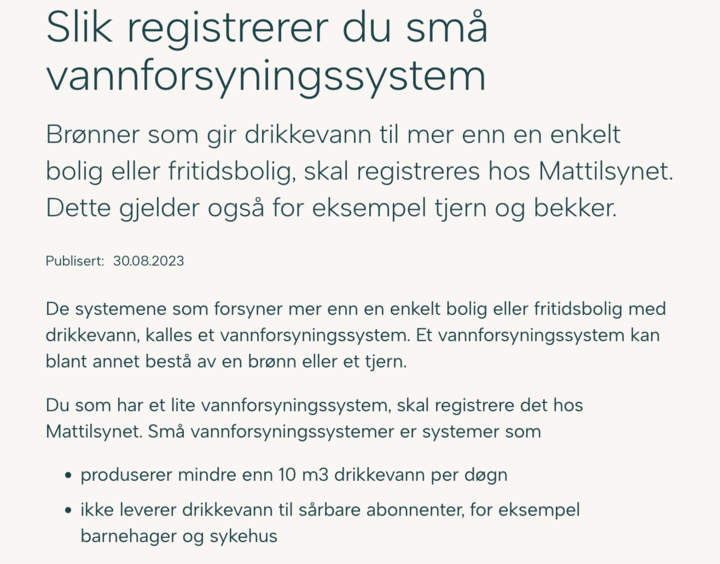 Slik registrerer du små
vannforsyningssystem
Brønner som gir drikkevann til mer enn en enkelt
bolig eller fritidsbolig, skal registreres hos Mattilsynet.
Dette gjelder også for eksempel tjern og bekker.
Publisert: 30.08.2023
De systemene som forsyner mer enn en enkelt bolig eller fritidsbolig med
drikkevann, kalles et vannforsyningssystem. Et vannforsyningssystem kan
blant annet bestå av en brønn eller et tjern.
Du som har et lite vannforsyningssystem, skal registrere det hos
Mattilsynet. Små vannforsyningssystemer er systemer som
• produserer mindre enn 10 m3 drikkevann per døgn
• ikke leverer drikkevann til sårbare abonnenter, for eksempel
barnehager og sykehus